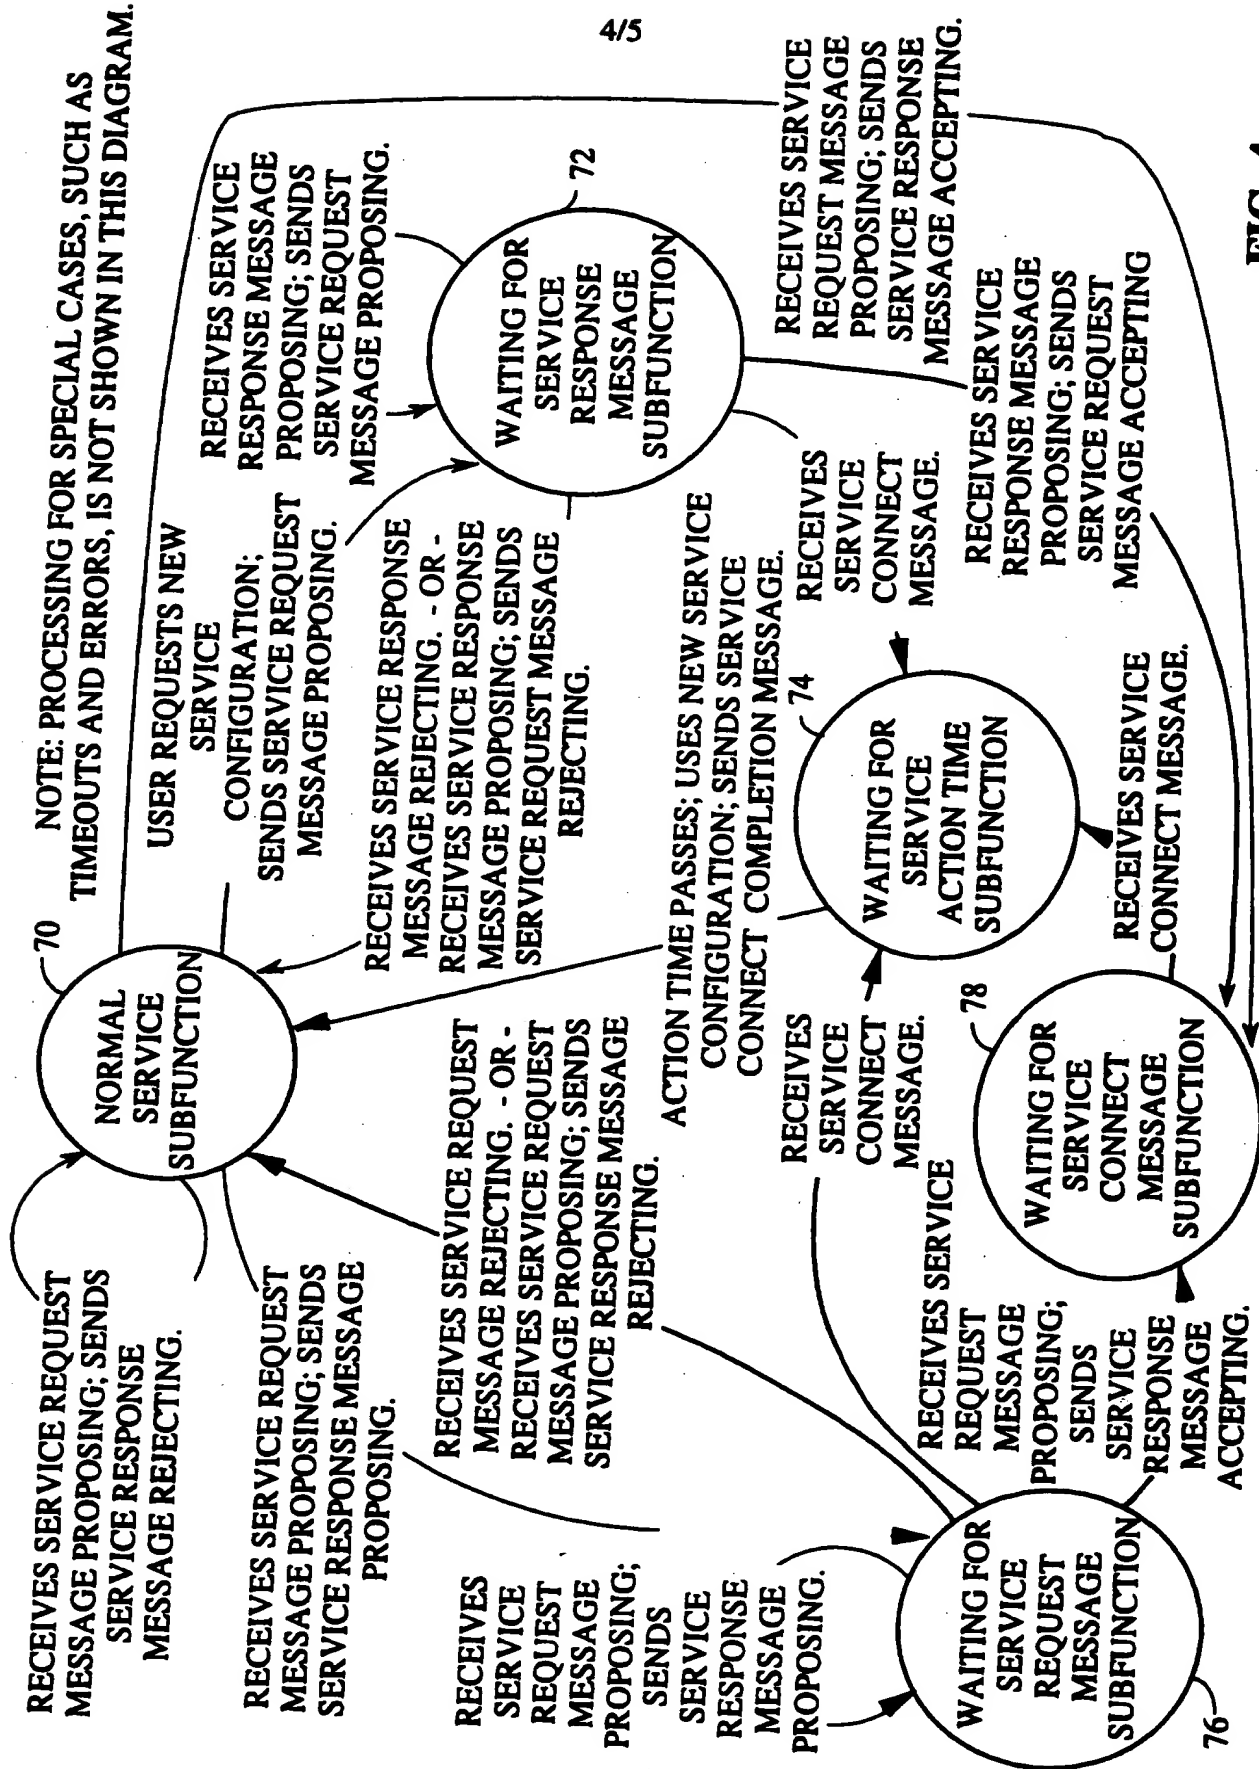 4/5
NOTE: PROCESSING FOR SPECIAL CASES, SUCH AS
TIMEOUTS AND ERRORS, IS NOT SHOWN IN THIS DIAGRAM.
RECEIVES SERVICE REQUEST
MESSAGE PROPOSING; SENDS
SERVICE RESPONSE
MESSAGE REJECTING.
NORMAL
SERVICE
SUBFUNCTION
70
USER REQUESTS NEW
SERVICE
CONFIGURATION;
SENDS SERVICE REQUEST
MESSAGE PROPOSING.
RECEIVES SERVICE
RESPONSE MESSAGE
PROPOSING; SENDS
SERVICE REQUEST
MESSAGE PROPOSING.
RECEIVES SERVICE REQUEST
MESSAGE PROPOSING; SENDS
SERVICE RESPONSE MESSAGE
PROPOSING.
RECEIVES SERVICE RESPONSE
MESSAGE REJECTING. - OR -
RECEIVES SERVICE RESPONSE
MESSAGE PROPOSING; SENDS
SERVICE REQUEST MESSAGE
REJECTING.
WAITING FOR
SERVICE
RESPONSE
MESSAGE
SUBFUNCTION
72
RECEIVES SERVICE REQUEST
MESSAGE REJECTING. - OR -
RECEIVES SERVICE REQUEST
MESSAGE PROPOSING; SENDS
SERVICE RESPONSE MESSAGE
REJECTING.
RECEIVES
SERVICE
REQUEST
MESSAGE
PROPOSING;
SENDS
SERVICE
RESPONSE
MESSAGE
PROPOSING.
ACTION TIME PASSES; USES NEW SERVICE
CONFIGURATION; SENDS SERVICE
CONNECT COMPLETION MESSAGE.
RECEIVES SERVICE
REQUEST MESSAGE
PROPOSING; SENDS
SERVICE RESPONSE
MESSAGE ACCEPTING.
RECEIVES
SERVICE
CONNECT
MESSAGE.
74
WAITING FOR
SERVICE
ACTION TIME
SUBFUNCTION
RECEIVES
SERVICE
CONNECT
MESSAGE.
RECEIVES SERVICE
RESPONSE MESSAGE
PROPOSING; SENDS
SERVICE REQUEST
MESSAGE ACCEPTING
WAITING FOR
SERVICE
REQUEST
MESSAGE
SUBFUNCTION
76
RECEIVES SERVICE
REQUEST
MESSAGE
PROPOSING;
SENDS
SERVICE
RESPONSE
MESSAGE
ACCEPTING.
78
WAITING FOR
SERVICE
CONNECT
MESSAGE
SUBFUNCTION
RECEIVES SERVICE
CONNECT MESSAGE.